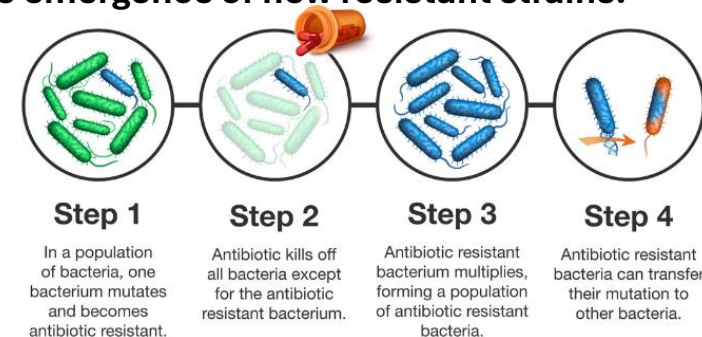 emergence of new resistant strains.
Step 1
In a population
of bacteria, one
bacterium mutates
and becomes
antibiotic resistant.
Step 2
Antibiotic kills off
all bacteria except
for the antibiotic
resistant bacterium.
Step 3
Antibiotic resistant
bacterium multiplies,
forming a population
of antibiotic resistant
bacteria.
Step 4
Antibiotic resistant
bacteria can transfer
their mutation to
other bacteria.